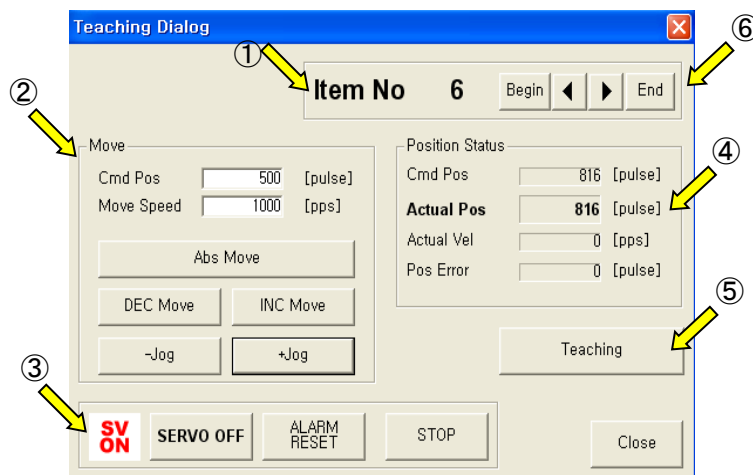 Teaching Dialog
① ⑥
Item No 6 Begin End
②
Move
Cmd Pos 500 [pulse]
Move Speed 1000 [pps]
Abs Move
DEC Move INC Move
-Jog +Jog
Position Status
④
Cmd Pos 816 [pulse]
Actual Pos 816 [pulse]
Actual Vel 0 [pps]
Pos Error 0 [pulse]
⑤
Teaching
③
SV ON SERVO OFF ALARM RESET STOP
Close